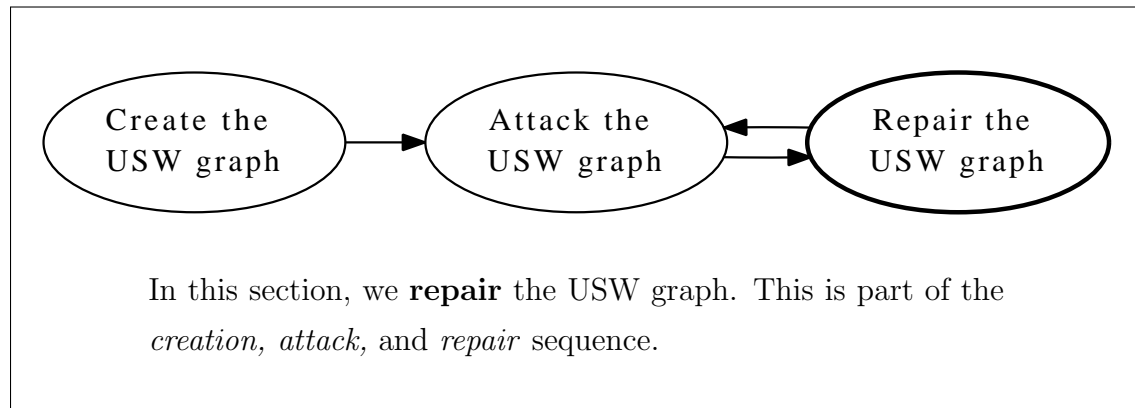 Create the
USW graph
Attack the
USW graph
Repair the
USW graph
In this section, we repair the USW graph. This is part of the
creation, attack, and repair sequence.